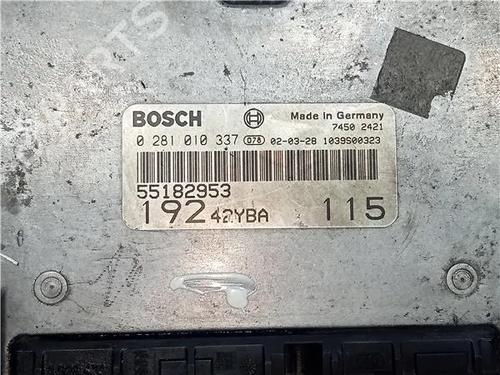 BOSCH
Made in Germany
7450 2421
0 281 010 337 078 02-03-28 1039S00323
55182953
192 42YBA 115